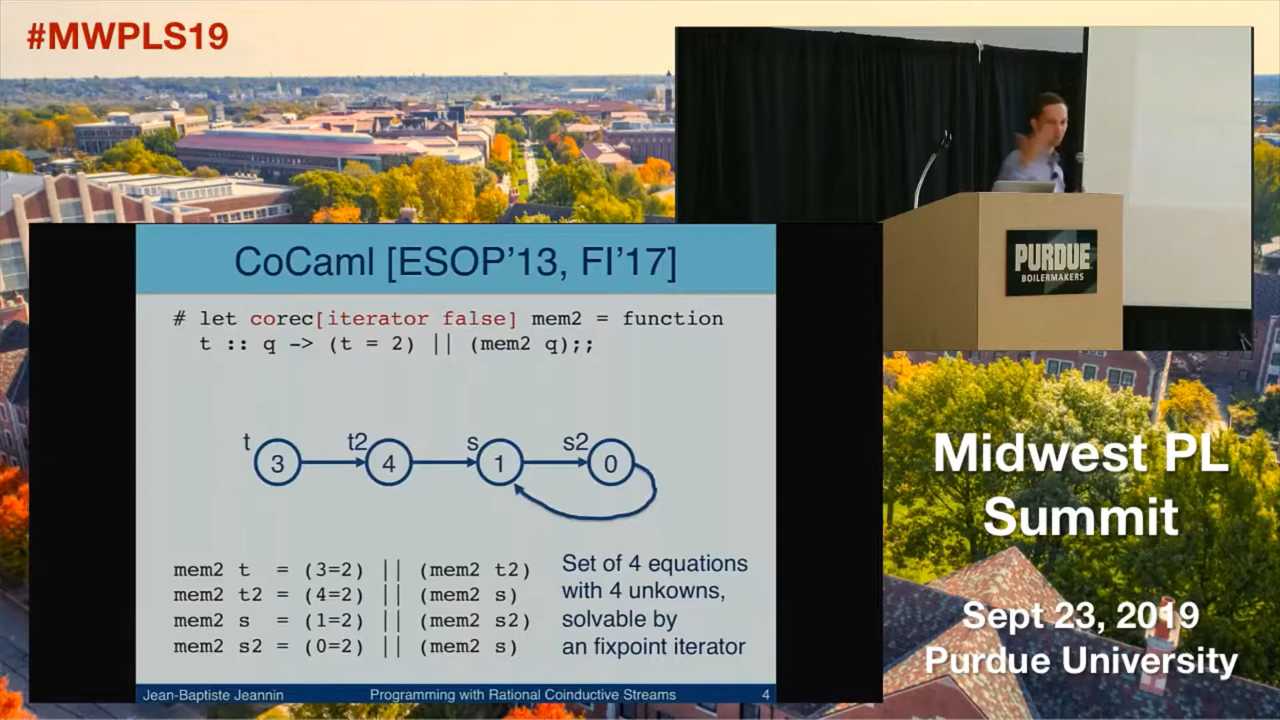 #MWPLS19
PURDUE
BOILERMAKERS
CoCaml [ESOP'13, FI'17]
# let corec[iterator false] mem2 = function
t :: q -> (t = 2) || (mem2 q);;
t t2 s s2
3 4 1 0
mem2 t = (3=2) || (mem2 t2)
mem2 t2 = (4=2) || (mem2 s)
mem2 s = (1=2) || (mem2 s2)
mem2 s2 = (0=2) || (mem2 s)
Set of 4 equations
with 4 unkowns,
solvable by
an fixpoint iterator
Jean-Baptiste Jeannin Programming with Rational Coinductive Streams 4
Midwest PL
Summit
Sept 23, 2019
Purdue University